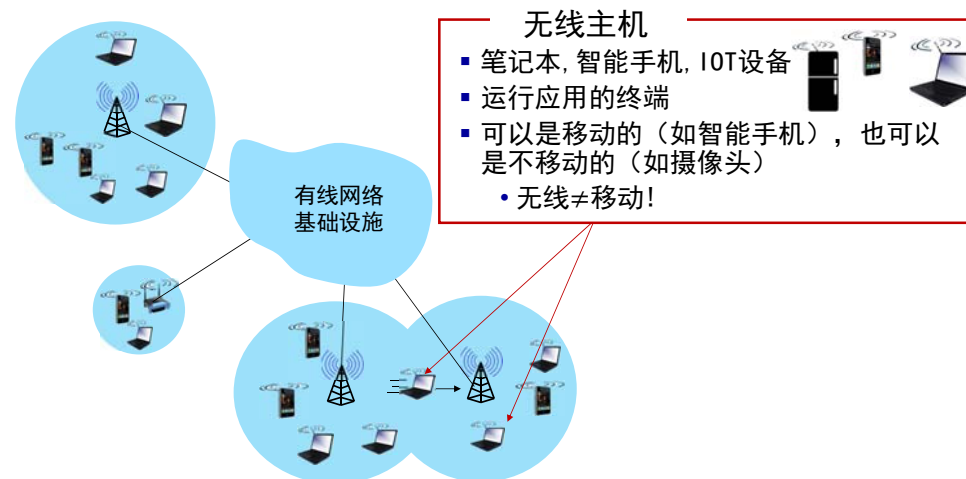 无线主机
▪ 笔记本, 智能手机, IOT设备
▪ 运行应用的终端
▪ 可以是移动的（如智能手机），也可以
是不移动的（如摄像头）
• 无线≠移动!
有线网络
基础设施